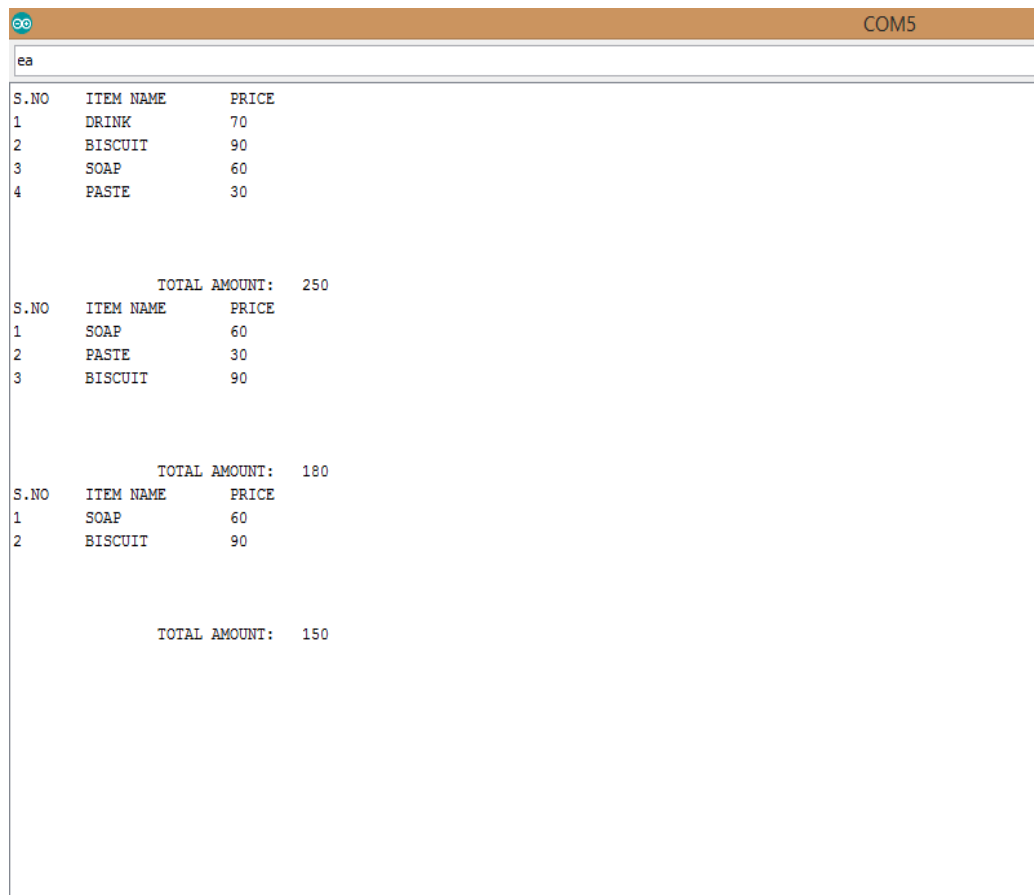 COM5
ea
S.NO ITEM NAME PRICE
1 DRINK 70
2 BISCUIT 90
3 SOAP 60
4 PASTE 30
TOTAL AMOUNT: 250
S.NO ITEM NAME PRICE
1 SOAP 60
2 PASTE 30
3 BISCUIT 90
TOTAL AMOUNT: 180
S.NO ITEM NAME PRICE
1 SOAP 60
2 BISCUIT 90
TOTAL AMOUNT: 150